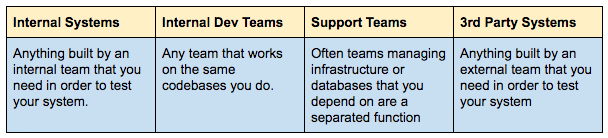 Internal Systems
Internal Dev Teams
Support Teams
3rd Party Systems
Anything built by an
internal team that you
need in order to test
your system.
Any team that works
on the same
codebases you do.
Often teams managing
infrastructure or
databases that you
depend on are a
separated function
Anything built by an
external team that you
need in order to test
your system